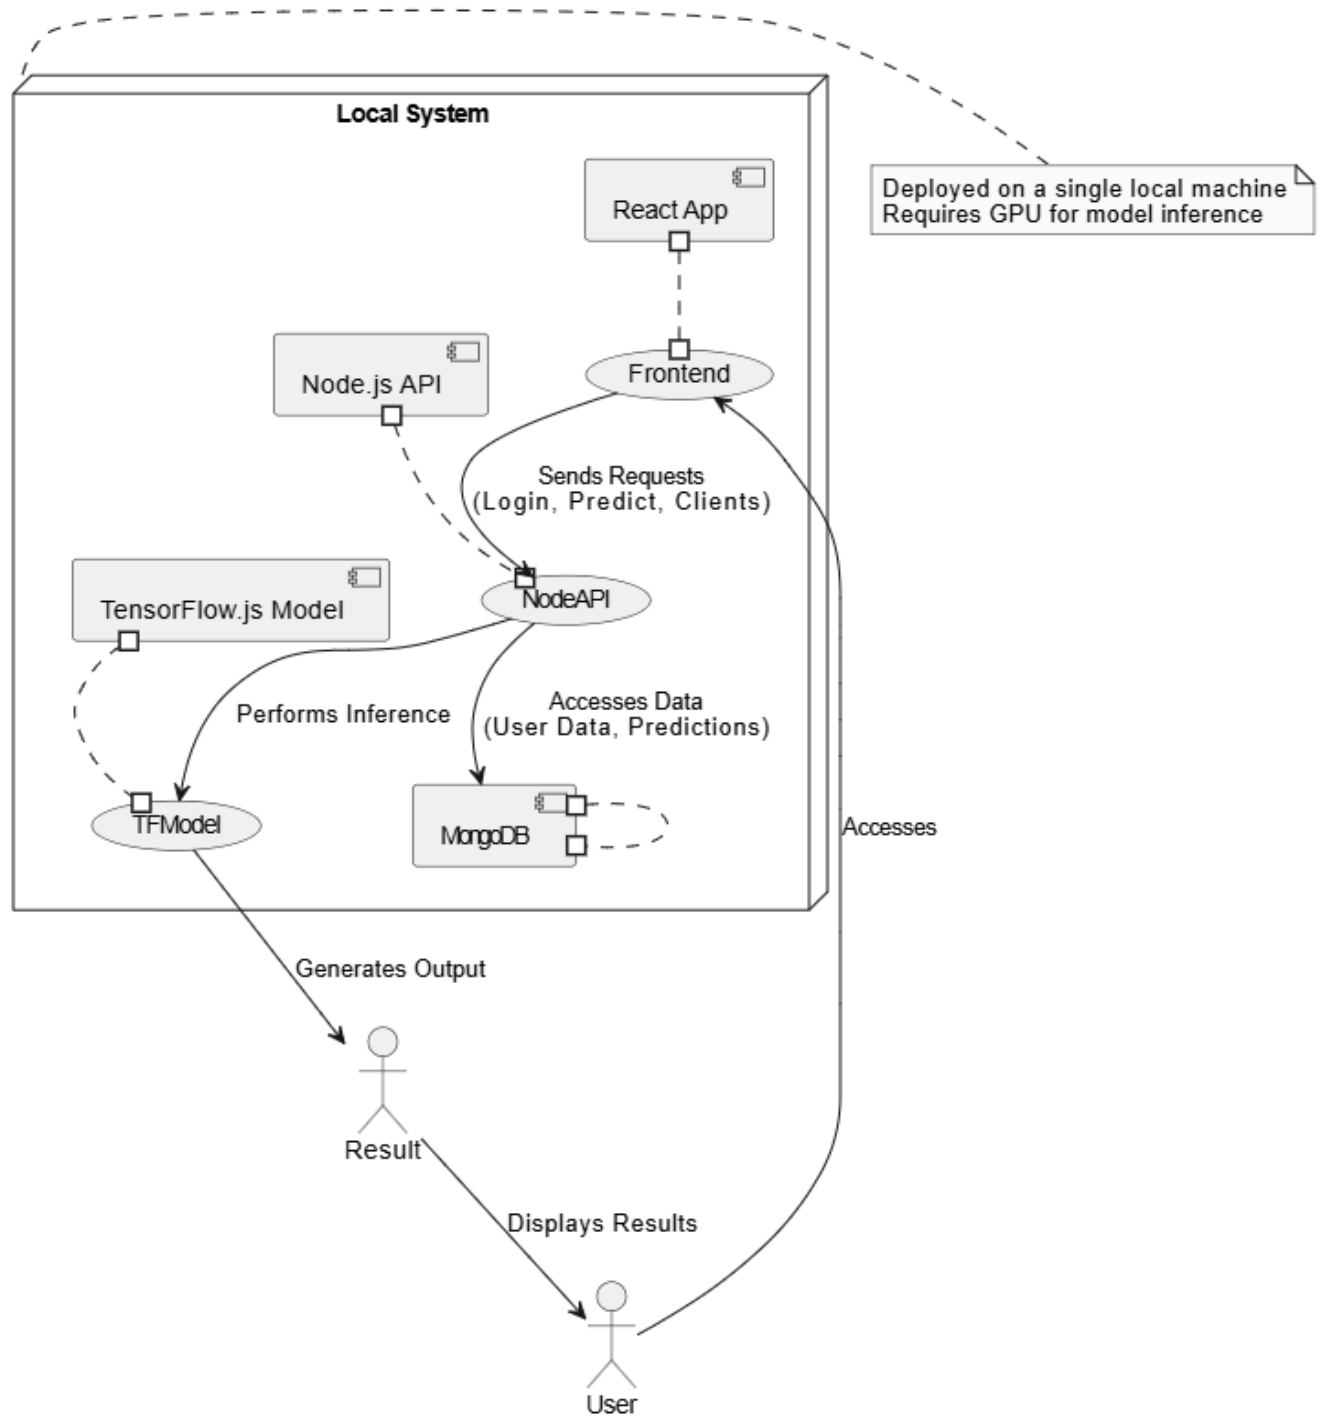 Local System
Deployed on a single local machine
Requires GPU for model inference
React App
Node.js API
Frontend
Sends Requests
(Login, Predict, Clients)
TensorFlow.js Model
NodeAPI
Performs Inference
Accesses Data
(User Data, Predictions)
TFModel
MongoDB
Accesses
Generates Output
Result
Displays Results
User